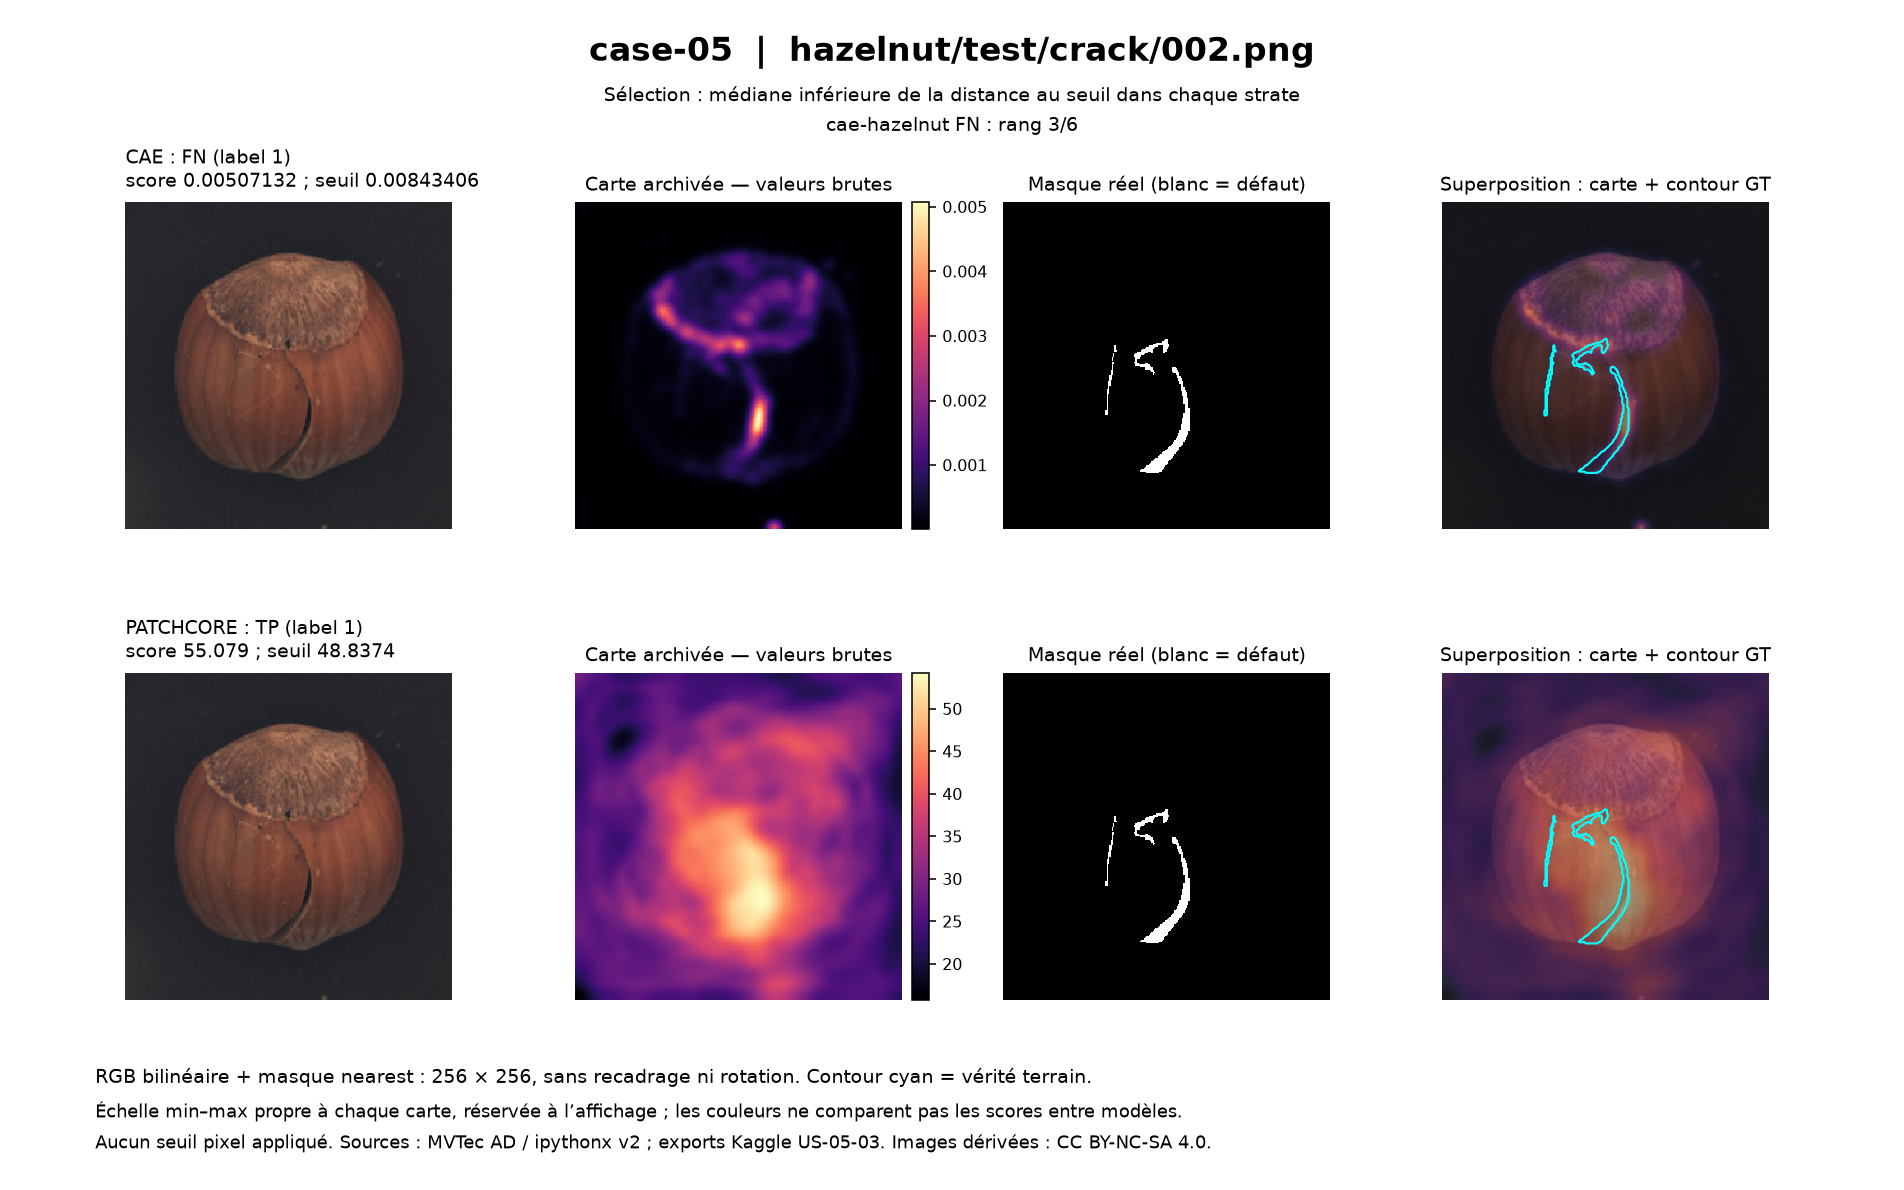 case-05 | hazelnut/test/crack/002.png
Sélection : médiane inférieure de la distance au seuil dans chaque strate
cae-hazelnut FN : rang 3/6
CAE : FN (label 1)
score 0.00507132 ; seuil 0.00843406
Carte archivée — valeurs brutes
Masque réel (blanc = défaut)
Superposition : carte + contour GT
0.005
0.004
0.003
0.002
0.001
PATCHCORE : TP (label 1)
score 55.079 ; seuil 48.8374
Carte archivée — valeurs brutes
Masque réel (blanc = défaut)
Superposition : carte + contour GT
50
45
40
35
30
25
20
RGB bilinéaire + masque nearest : 256 × 256, sans recadrage ni rotation. Contour cyan = vérité terrain.
Échelle min–max propre à chaque carte, réservée à l’affichage ; les couleurs ne comparent pas les scores entre modèles.
Aucun seuil pixel appliqué. Sources : MVTec AD / ipythonx v2 ; exports Kaggle US-05-03. Images dérivées : CC BY-NC-SA 4.0.